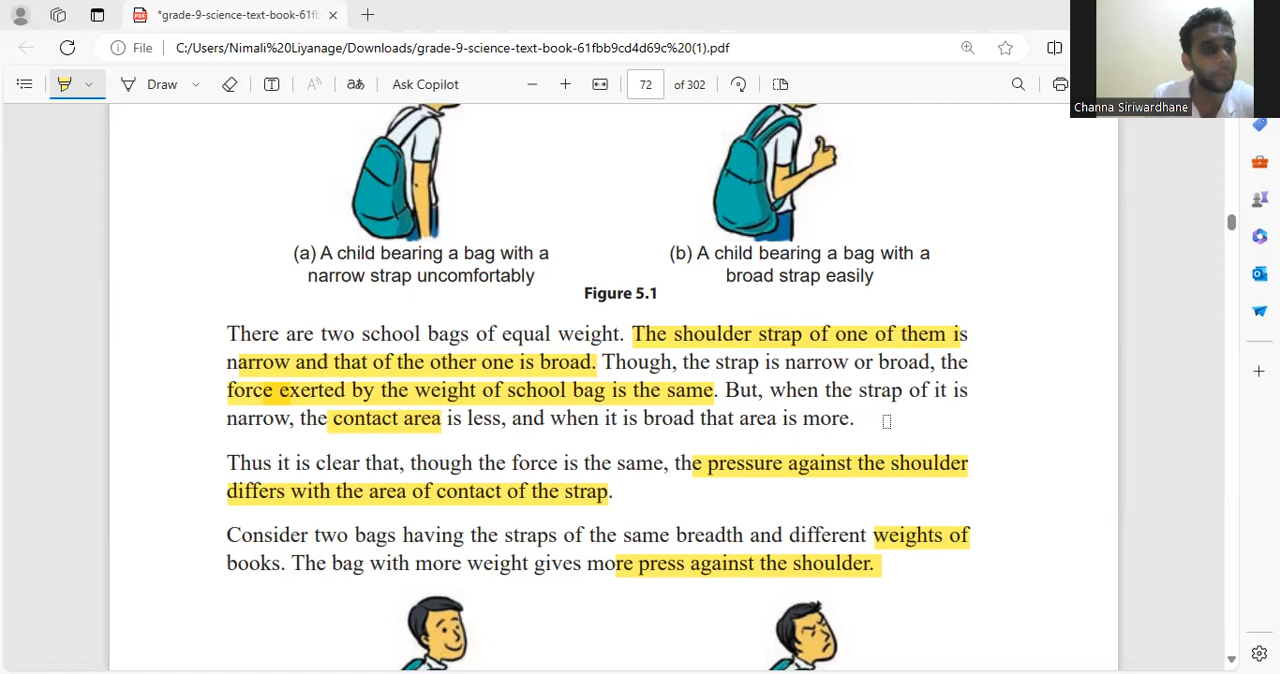 *grade-9-science-text-book-61fb
File
C:/Users/Nimali%20Liyanage/Downloads/grade-9-science-text-book-61fbb9cd4d69c%20(1).pdf
Draw
aあ
Ask Copilot
72
of 302
Channa Siriwardhane
(a) A child bearing a bag with a
narrow strap uncomfortably
(b) A child bearing a bag with a
broad strap easily
Figure 5.1
There are two school bags of equal weight. The shoulder strap of one of them is
narrow and that of the other one is broad. Though, the strap is narrow or broad, the
force exerted by the weight of school bag is the same. But, when the strap of it is
narrow, the contact area is less, and when it is broad that area is more.
Thus it is clear that, though the force is the same, the pressure against the shoulder
differs with the area of contact of the strap.
Consider two bags having the straps of the same breadth and different weights of
books. The bag with more weight gives more press against the shoulder.